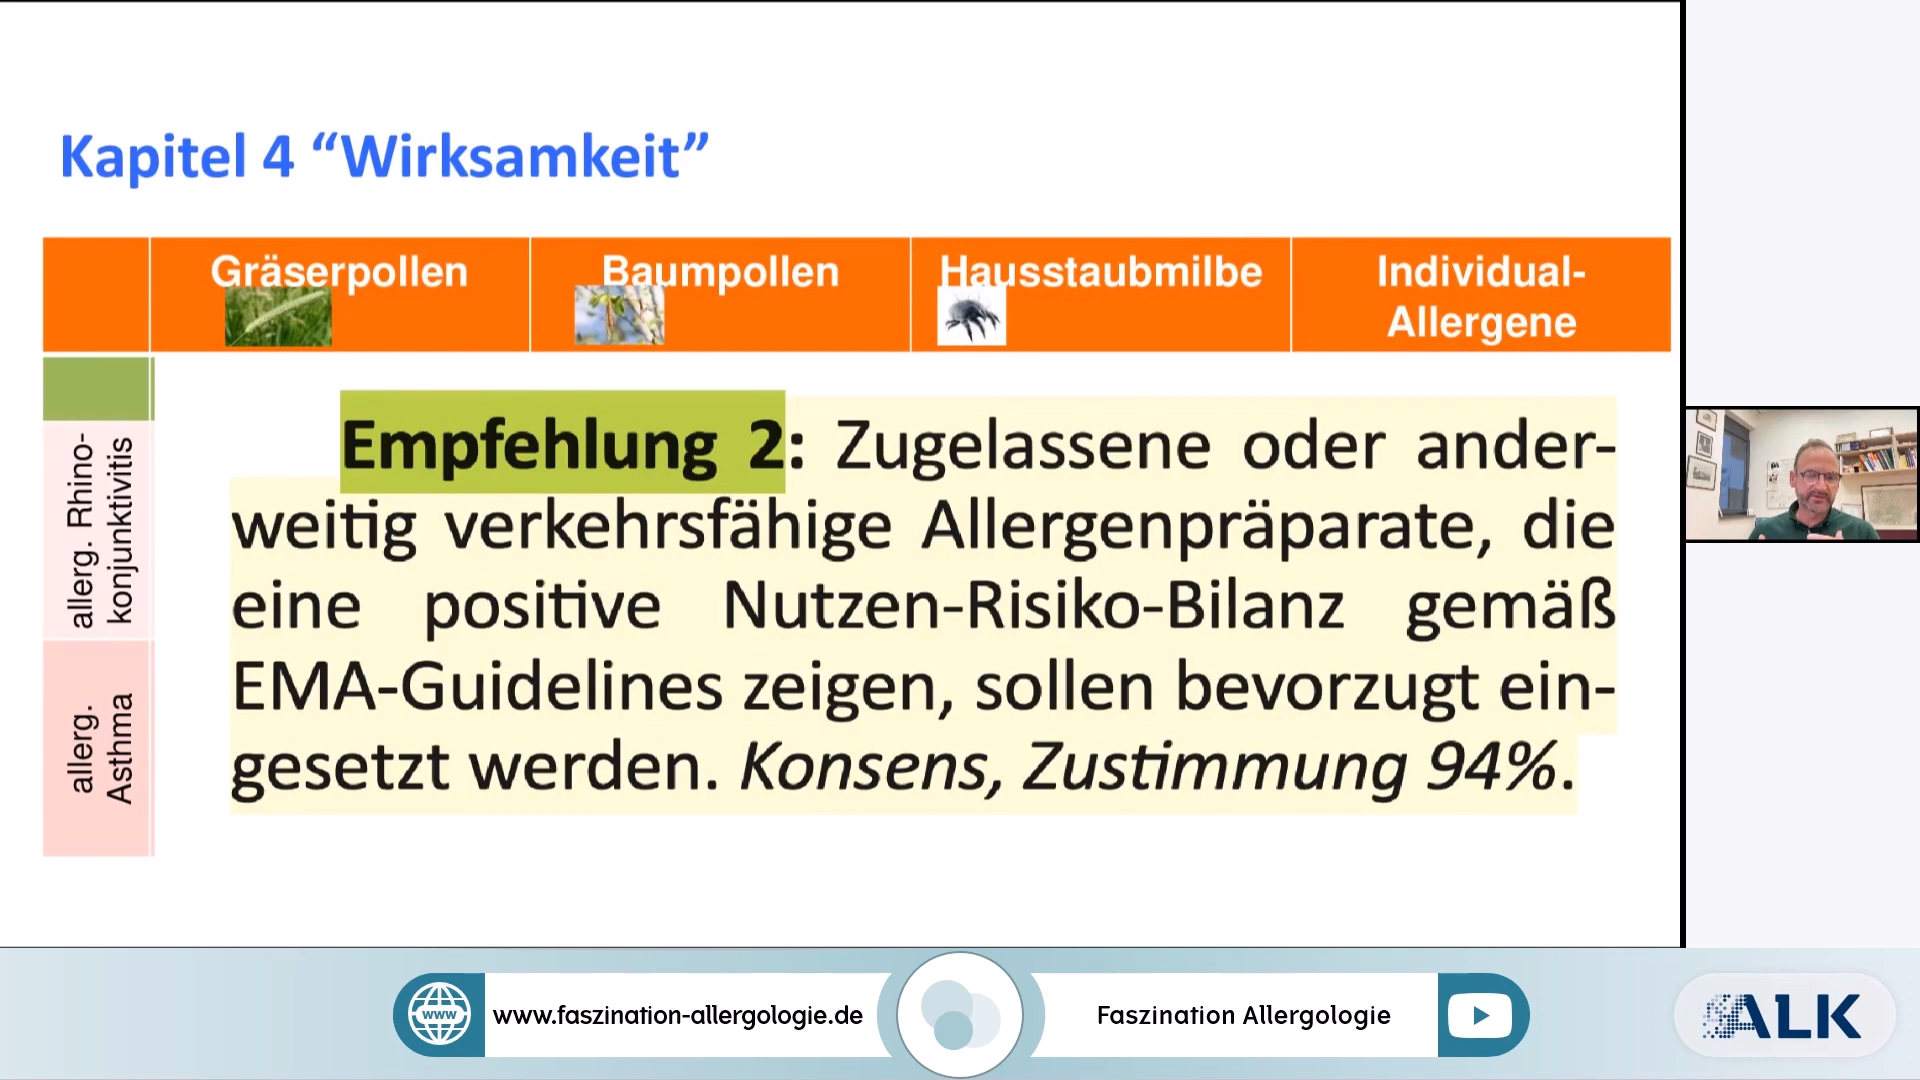 Kapitel 4 “Wirksamkeit”
Gräserpollen
Baumpollen
Hausstaubmilbe
Individual-
Allergene
allerg. Rhino-
konjunktivitis
allerg.
Asthma
Empfehlung 2: Zugelassene oder ander-
weitig verkehrsfähige Allergenpräparate, die
eine positive Nutzen-Risiko-Bilanz gemäß
EMA-Guidelines zeigen, sollen bevorzugt ein-
gesetzt werden. Konsens, Zustimmung 94%.
www
www.faszination-allergologie.de
Faszination Allergologie
ALK